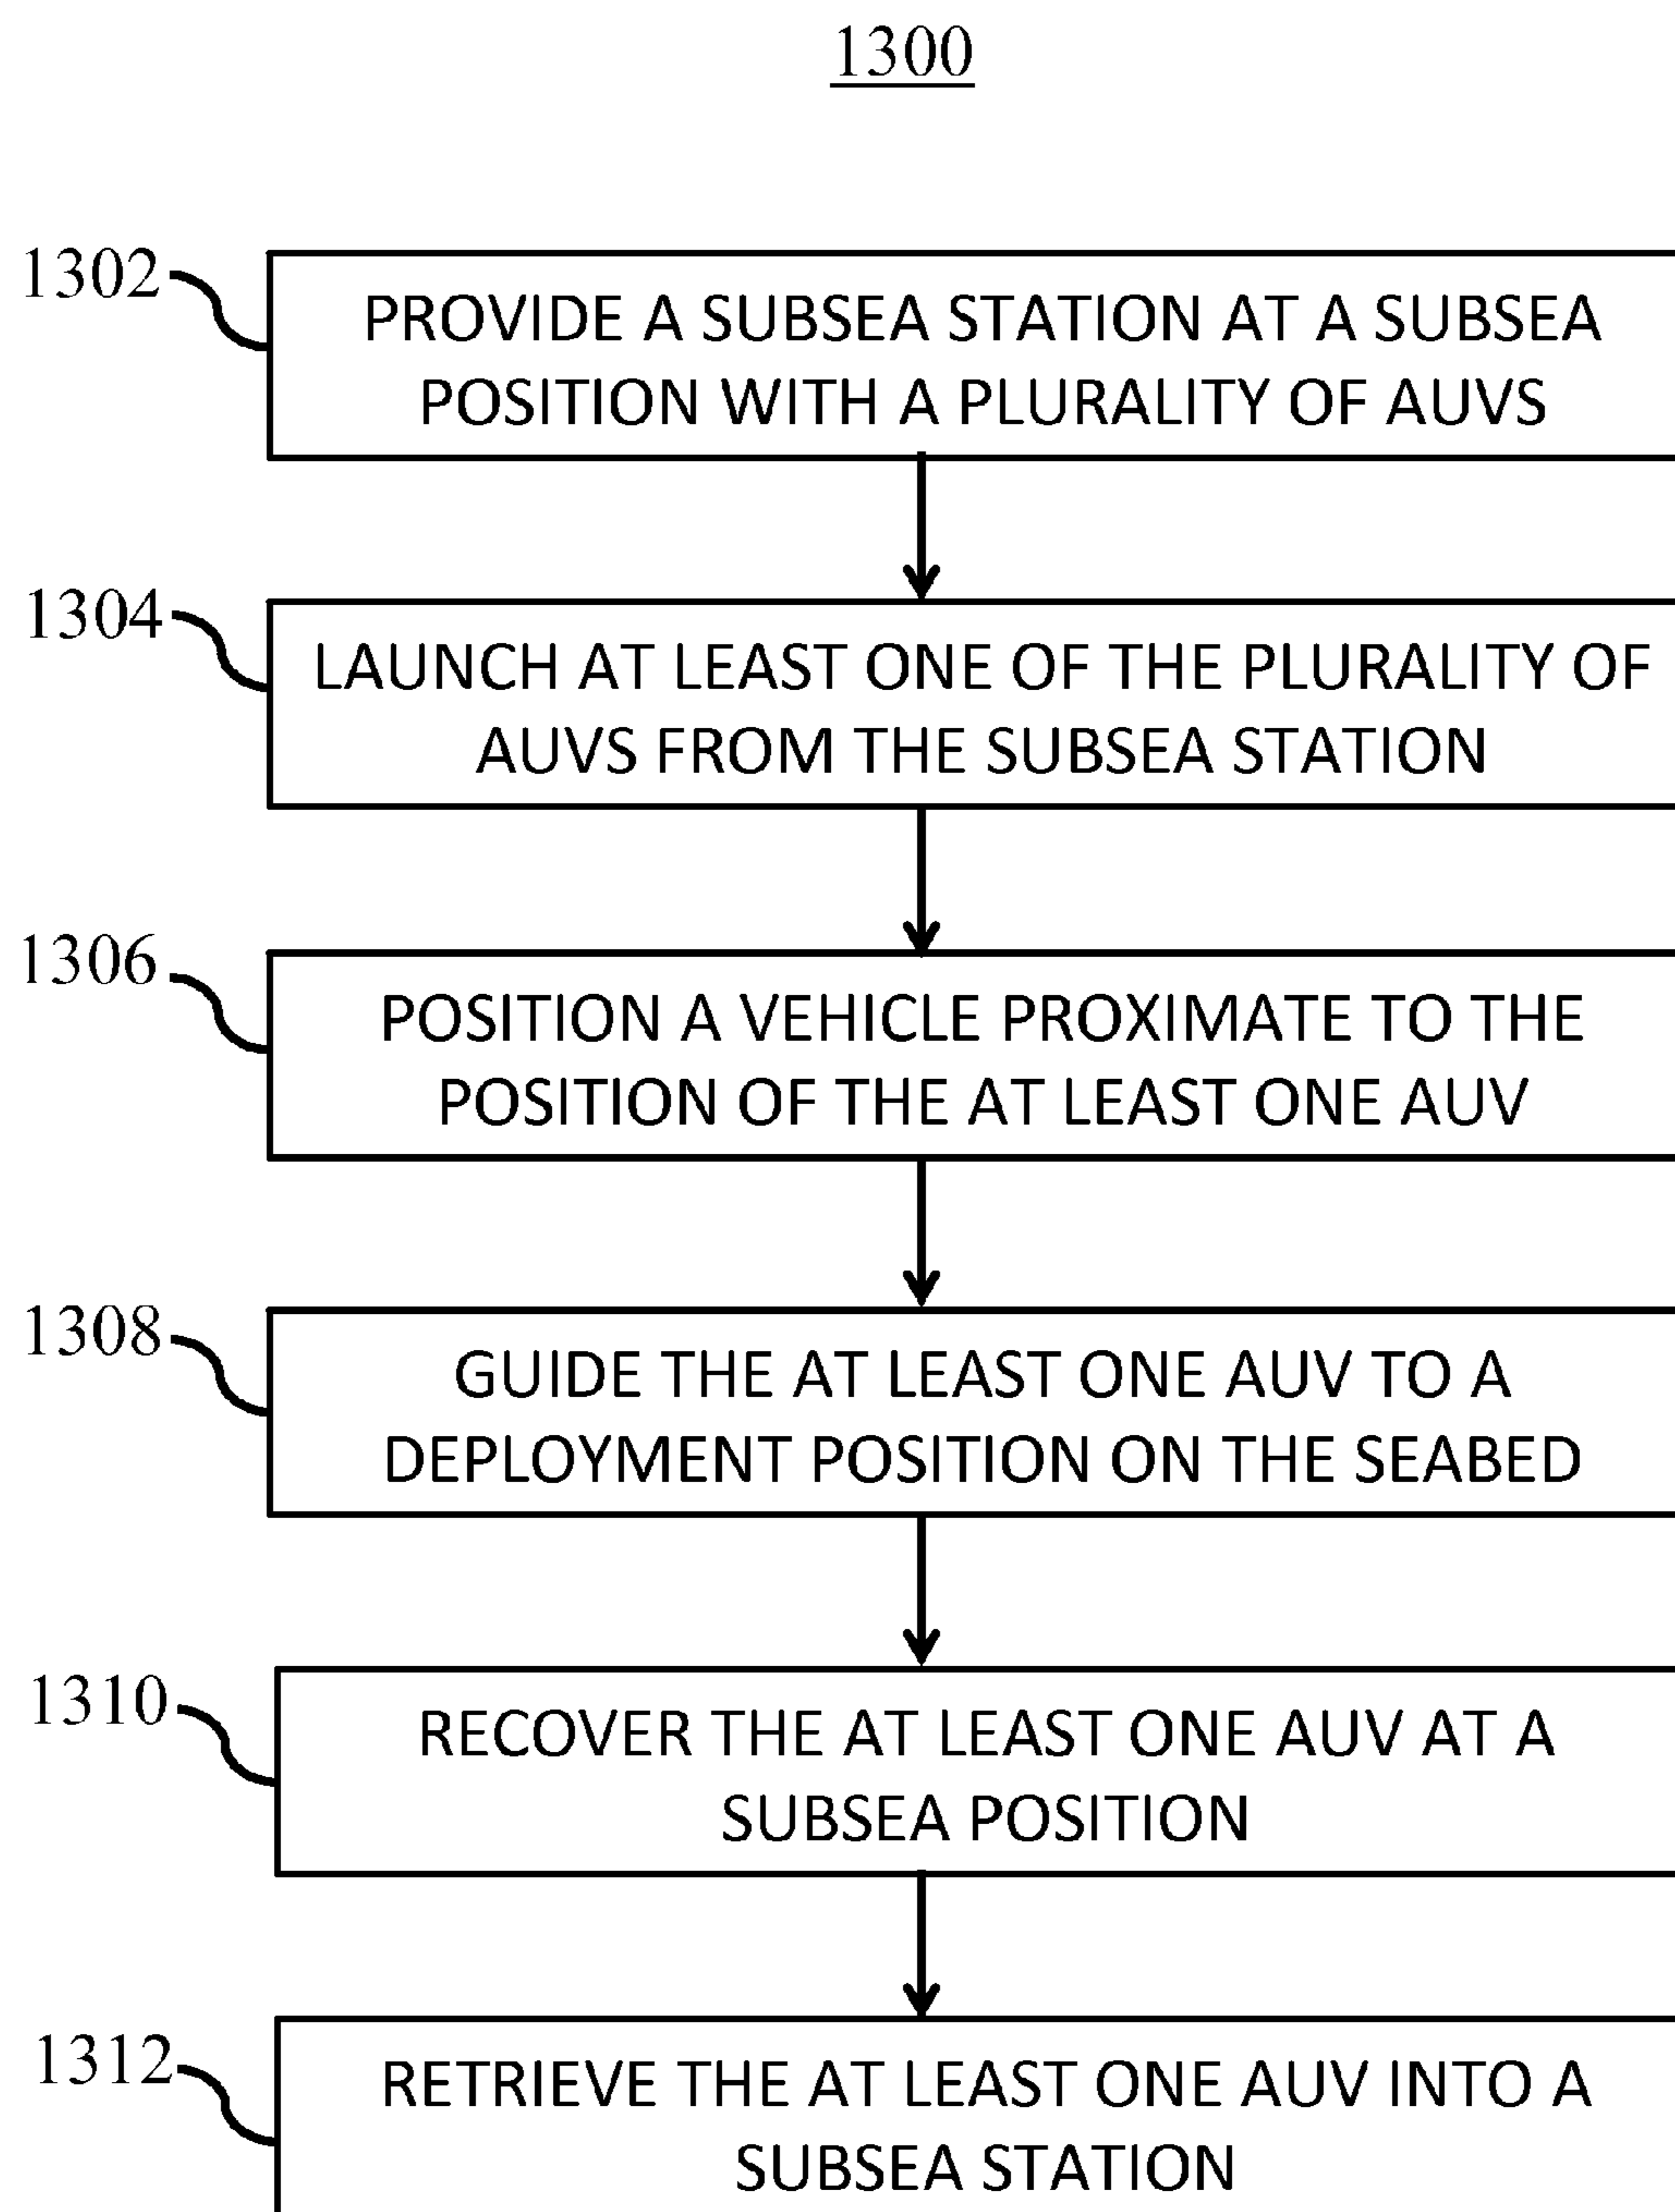 1300
1302
PROVIDE A SUBSEA STATION AT A SUBSEA
POSITION WITH A PLURALITY OF AUVS
1304
LAUNCH AT LEAST ONE OF THE PLURALITY OF
AUVS FROM THE SUBSEA STATION
1306
POSITION A VEHICLE PROXIMATE TO THE
POSITION OF THE AT LEAST ONE AUV
1308
GUIDE THE AT LEAST ONE AUV TO A
DEPLOYMENT POSITION ON THE SEABED
1310
RECOVER THE AT LEAST ONE AUV AT A
SUBSEA POSITION
1312
RETRIEVE THE AT LEAST ONE AUV INTO A
SUBSEA STATION